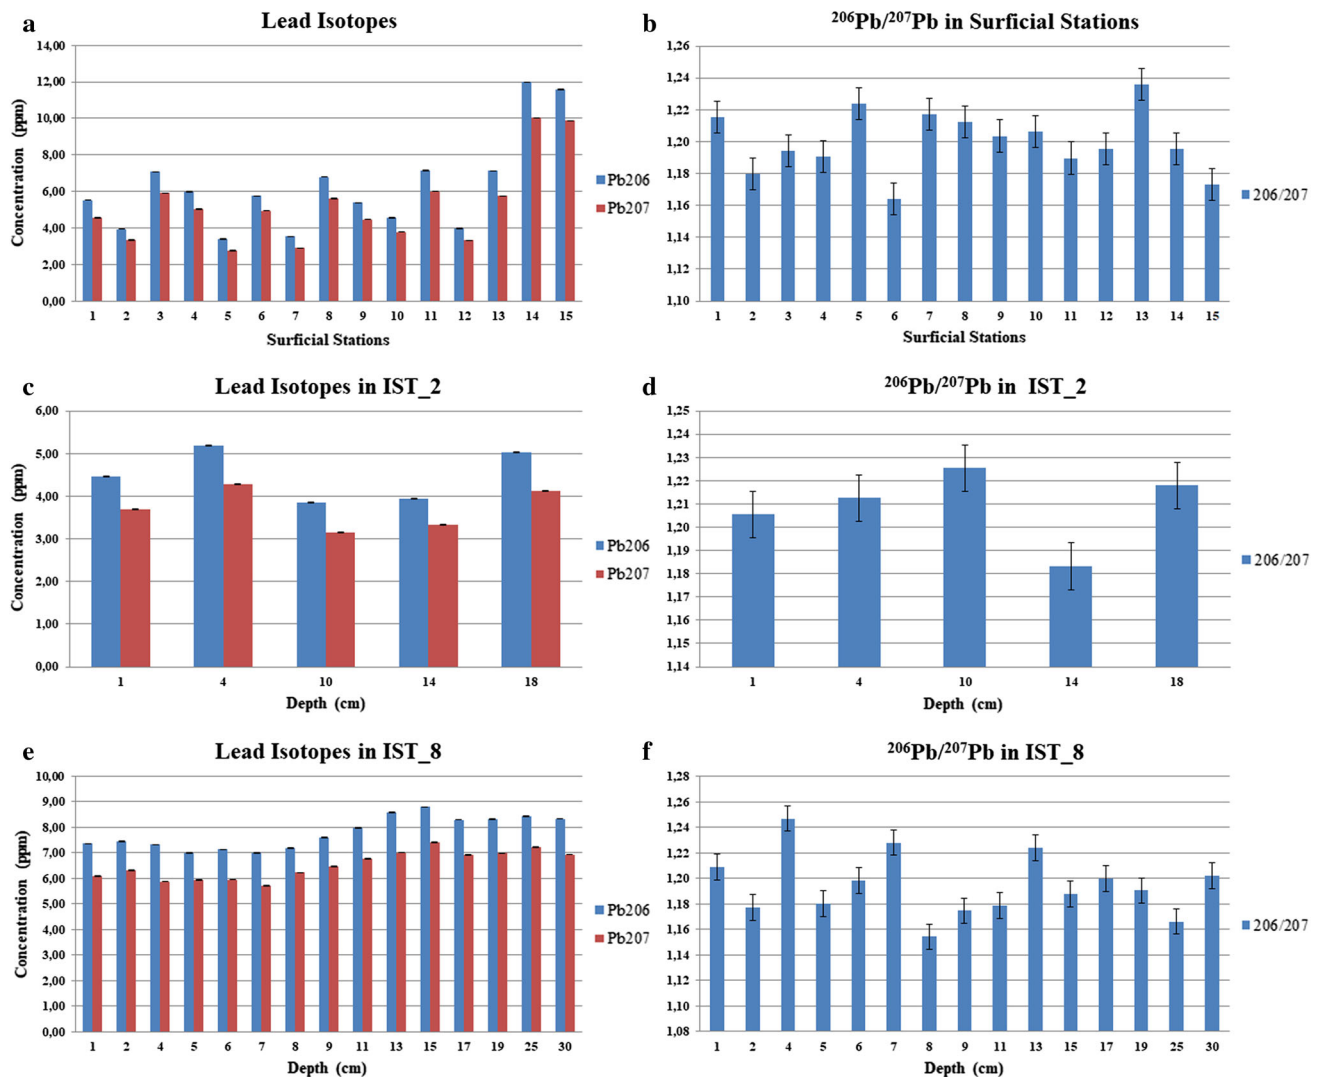 a
Lead Isotopes
14,00
12,00
10,00
8,00
6,00
4,00
2,00
0,00
Concentration (ppm)
1 2 3 4 5 6 7 8 9 10 11 12 13 14 15
Surficial Stations
Pb206
Pb207
b
206Pb/207Pb in Surficial Stations
1,26
1,24
1,22
1,20
1,18
1,16
1,14
1,12
1,10
1 2 3 4 5 6 7 8 9 10 11 12 13 14 15
Surficial Stations
206/207
c
Lead Isotopes in IST_2
6,00
5,00
4,00
3,00
2,00
1,00
0,00
Concentration (ppm)
1 4 10 14 18
Depth (cm)
Pb206
Pb207
d
206Pb/207Pb in IST_2
1,25
1,24
1,23
1,22
1,21
1,20
1,19
1,18
1,17
1,16
1,15
1,14
1 4 10 14 18
Depth (cm)
206/207
e
Lead Isotopes in IST_8
10,00
9,00
8,00
7,00
6,00
5,00
4,00
3,00
2,00
1,00
0,00
Concentration (ppm)
1 2 4 5 6 7 8 9 11 13 15 17 19 25 30
Depth (cm)
Pb206
Pb207
f
206Pb/207Pb in IST_8
1,28
1,26
1,24
1,22
1,20
1,18
1,16
1,14
1,12
1,10
1,08
1 2 4 5 6 7 8 9 11 13 15 17 19 25 30
Depth (cm)
206/207